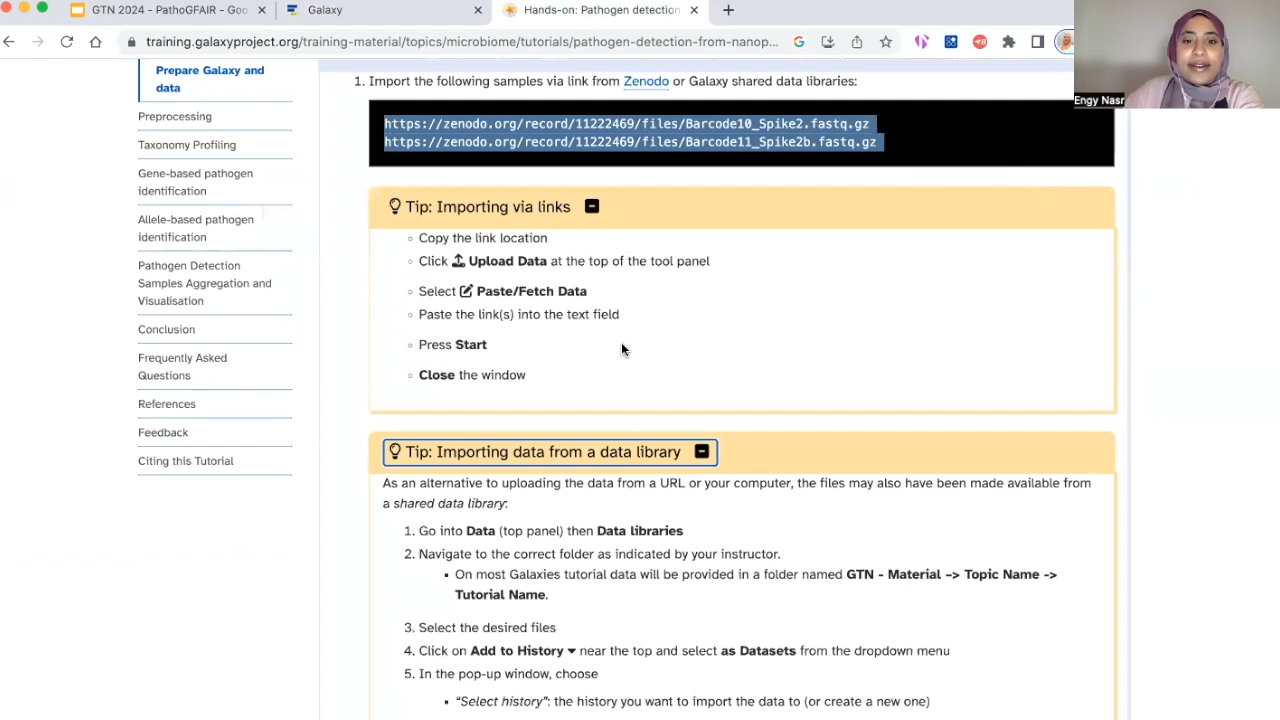 GTN 2024 - PathoGFAIR - Goo
Galaxy
Hands-on: Pathogen detection
training.galaxyproject.org/training-material/topics/microbiome/tutorials/pathogen-detection-from-nanop...
Engy Nasr
Prepare Galaxy and
data
Preprocessing
Taxonomy Profiling
Gene-based pathogen
identification
Allele-based pathogen
identification
Pathogen Detection
Samples Aggregation and
Visualisation
Conclusion
Frequently Asked
Questions
References
Feedback
Citing this Tutorial
1. Import the following samples via link from Zenodo or Galaxy shared data libraries:
https://zenodo.org/record/11222469/files/Barcode10_Spike2.fastq.gz
https://zenodo.org/record/11222469/files/Barcode11_Spike2b.fastq.gz
Tip: Importing via links
Copy the link location
Click Upload Data at the top of the tool panel
Select Paste/Fetch Data
Paste the link(s) into the text field
Press Start
Close the window
Tip: Importing data from a data library
As an alternative to uploading the data from a URL or your computer, the files may also have been made available from
a shared data library:
1. Go into Data (top panel) then Data libraries
2. Navigate to the correct folder as indicated by your instructor.
On most Galaxies tutorial data will be provided in a folder named GTN - Material -> Topic Name ->
Tutorial Name.
3. Select the desired files
4. Click on Add to History near the top and select as Datasets from the dropdown menu
5. In the pop-up window, choose
“Select history”: the history you want to import the data to (or create a new one)